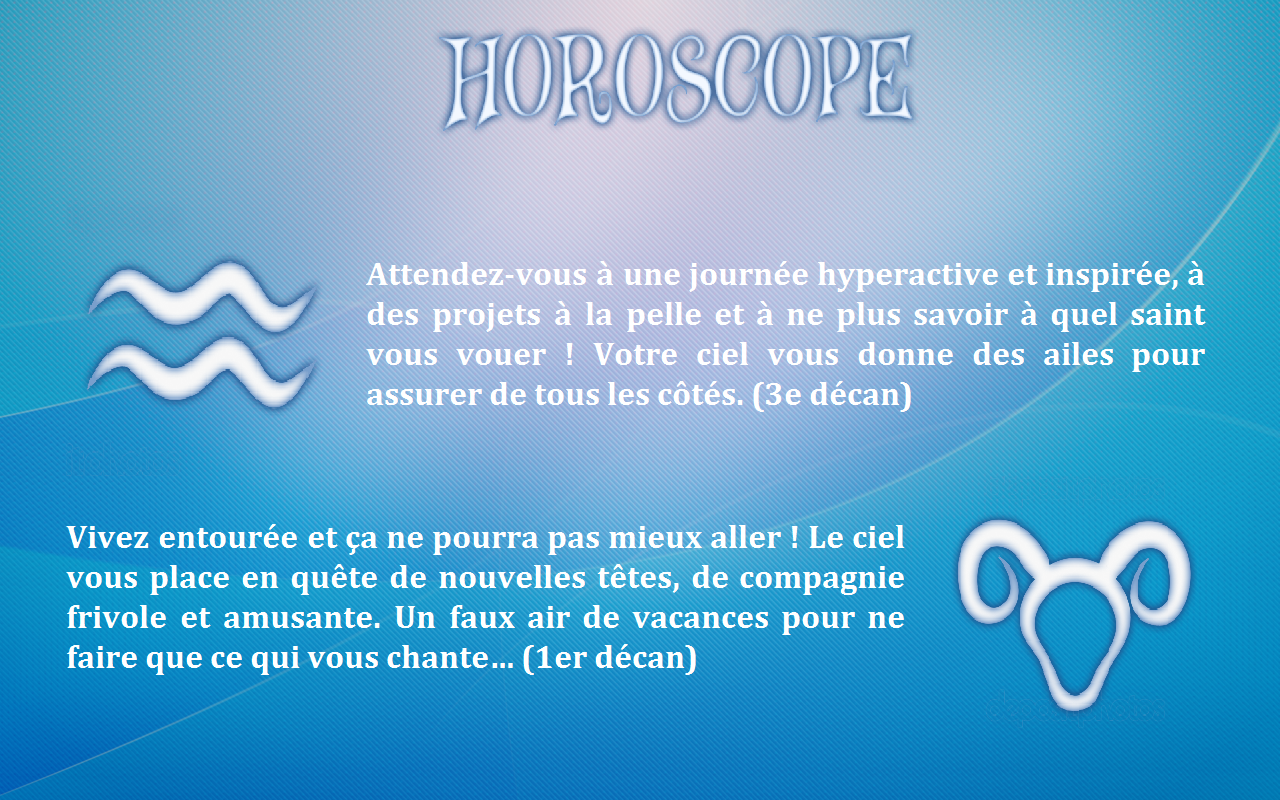 HOROSCOPE
Attendez-vous à une journée hyperactive et inspirée, à
des projets à la pelle et à ne plus savoir à quel saint
vous vouer ! Votre ciel vous donne des ailes pour
assurer de tous les côtés. (3e décan)
Vivez entourée et ça ne pourra pas mieux aller ! Le ciel
vous place en quête de nouvelles têtes, de compagnie
frivole et amusante. Un faux air de vacances pour ne
faire que ce qui vous chante… (1er décan)